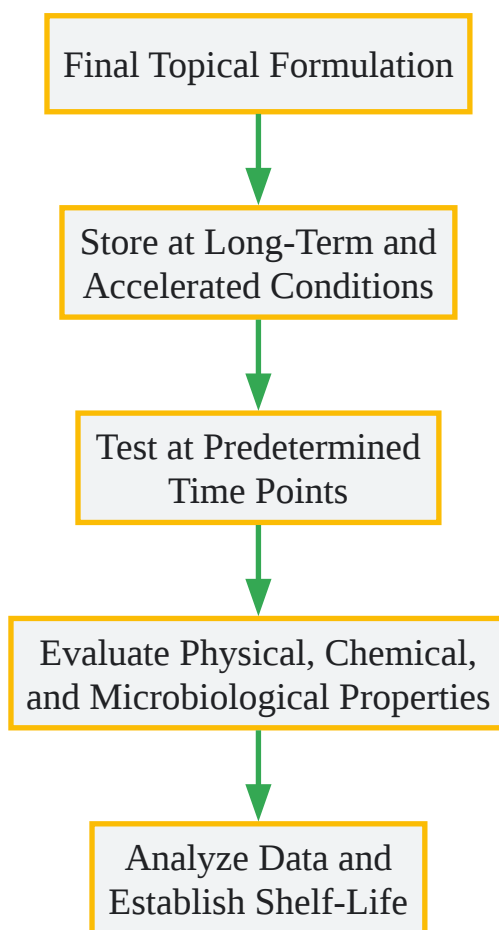 Final Topical Formulation
Store at Long-Term and
Accelerated Conditions
Test at Predetermined
Time Points
Evaluate Physical, Chemical,
and Microbiological Properties
Analyze Data and
Establish Shelf-Life